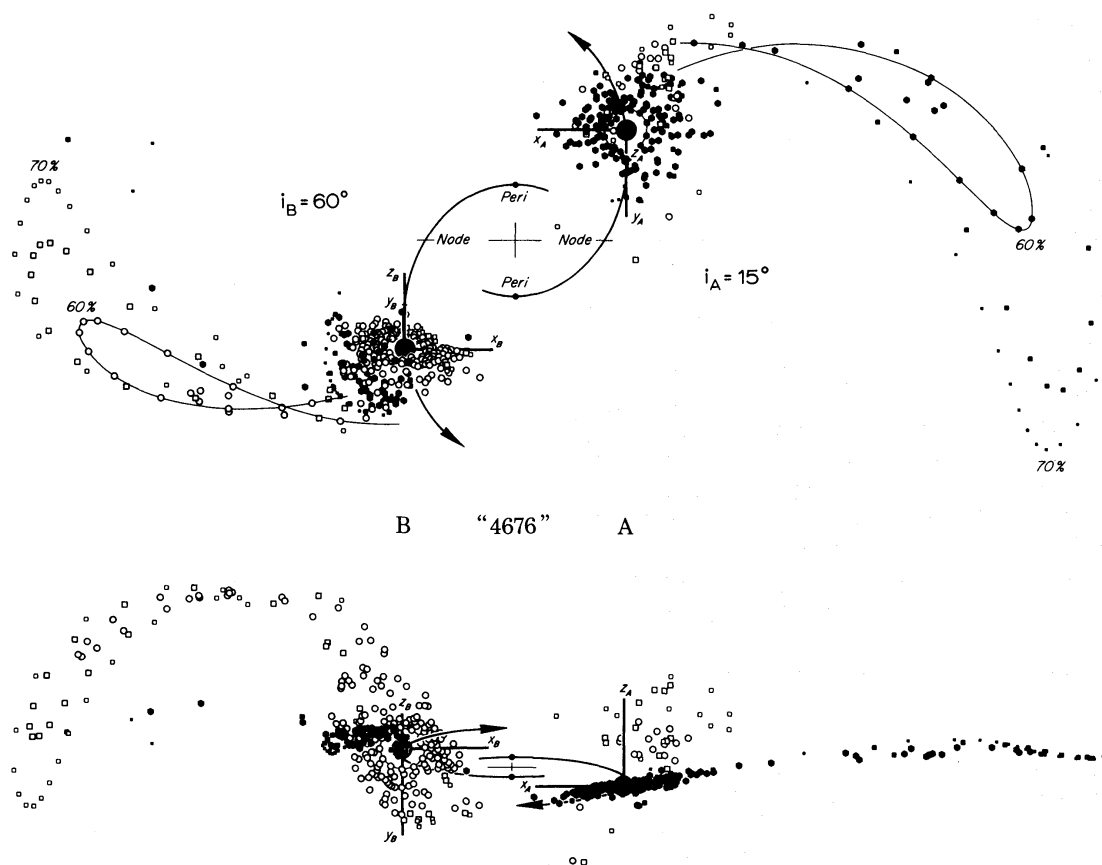 70%
i_B = 60°
x_A
z_A
y_A
Peri
Node
Node
60%
z_B
Peri
i_A = 15°
60%
y_B
x_B
70%
B "4676" A
z_B
z_A
x_B
x_A
y_B